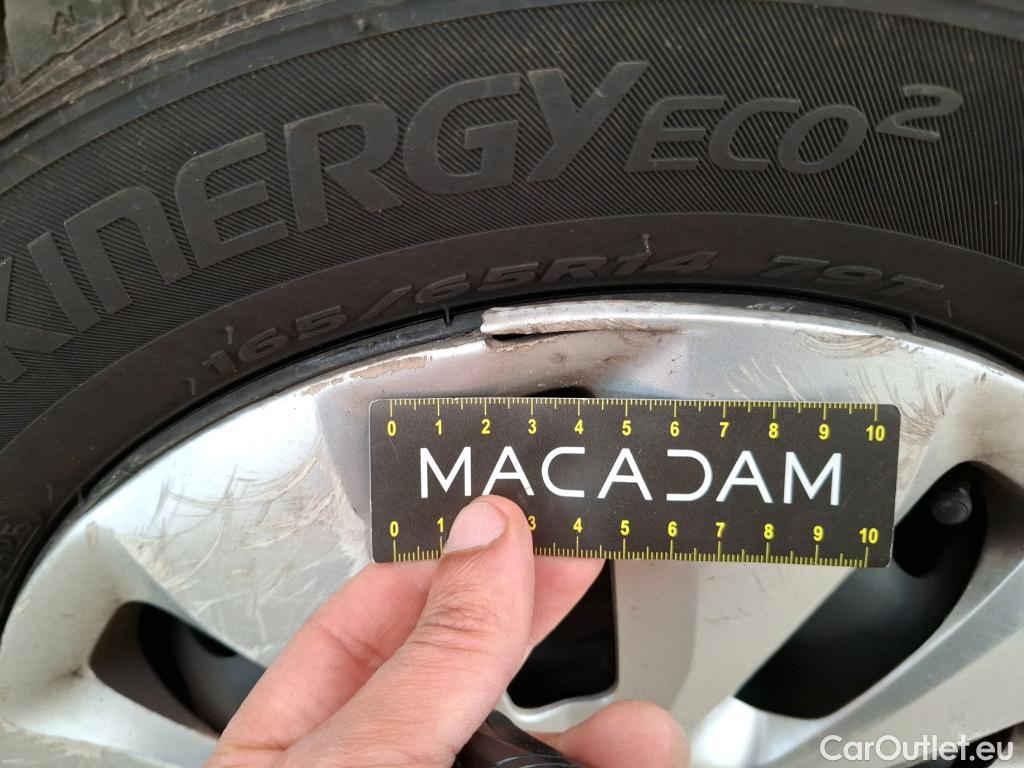 KINERGY ECO2
165/65R14 79T
0 1 2 3 4 5 6 7 8 9 10
MACADAM
0 1 3 4 5 6 7 8 9 10
CarOutlet.eu